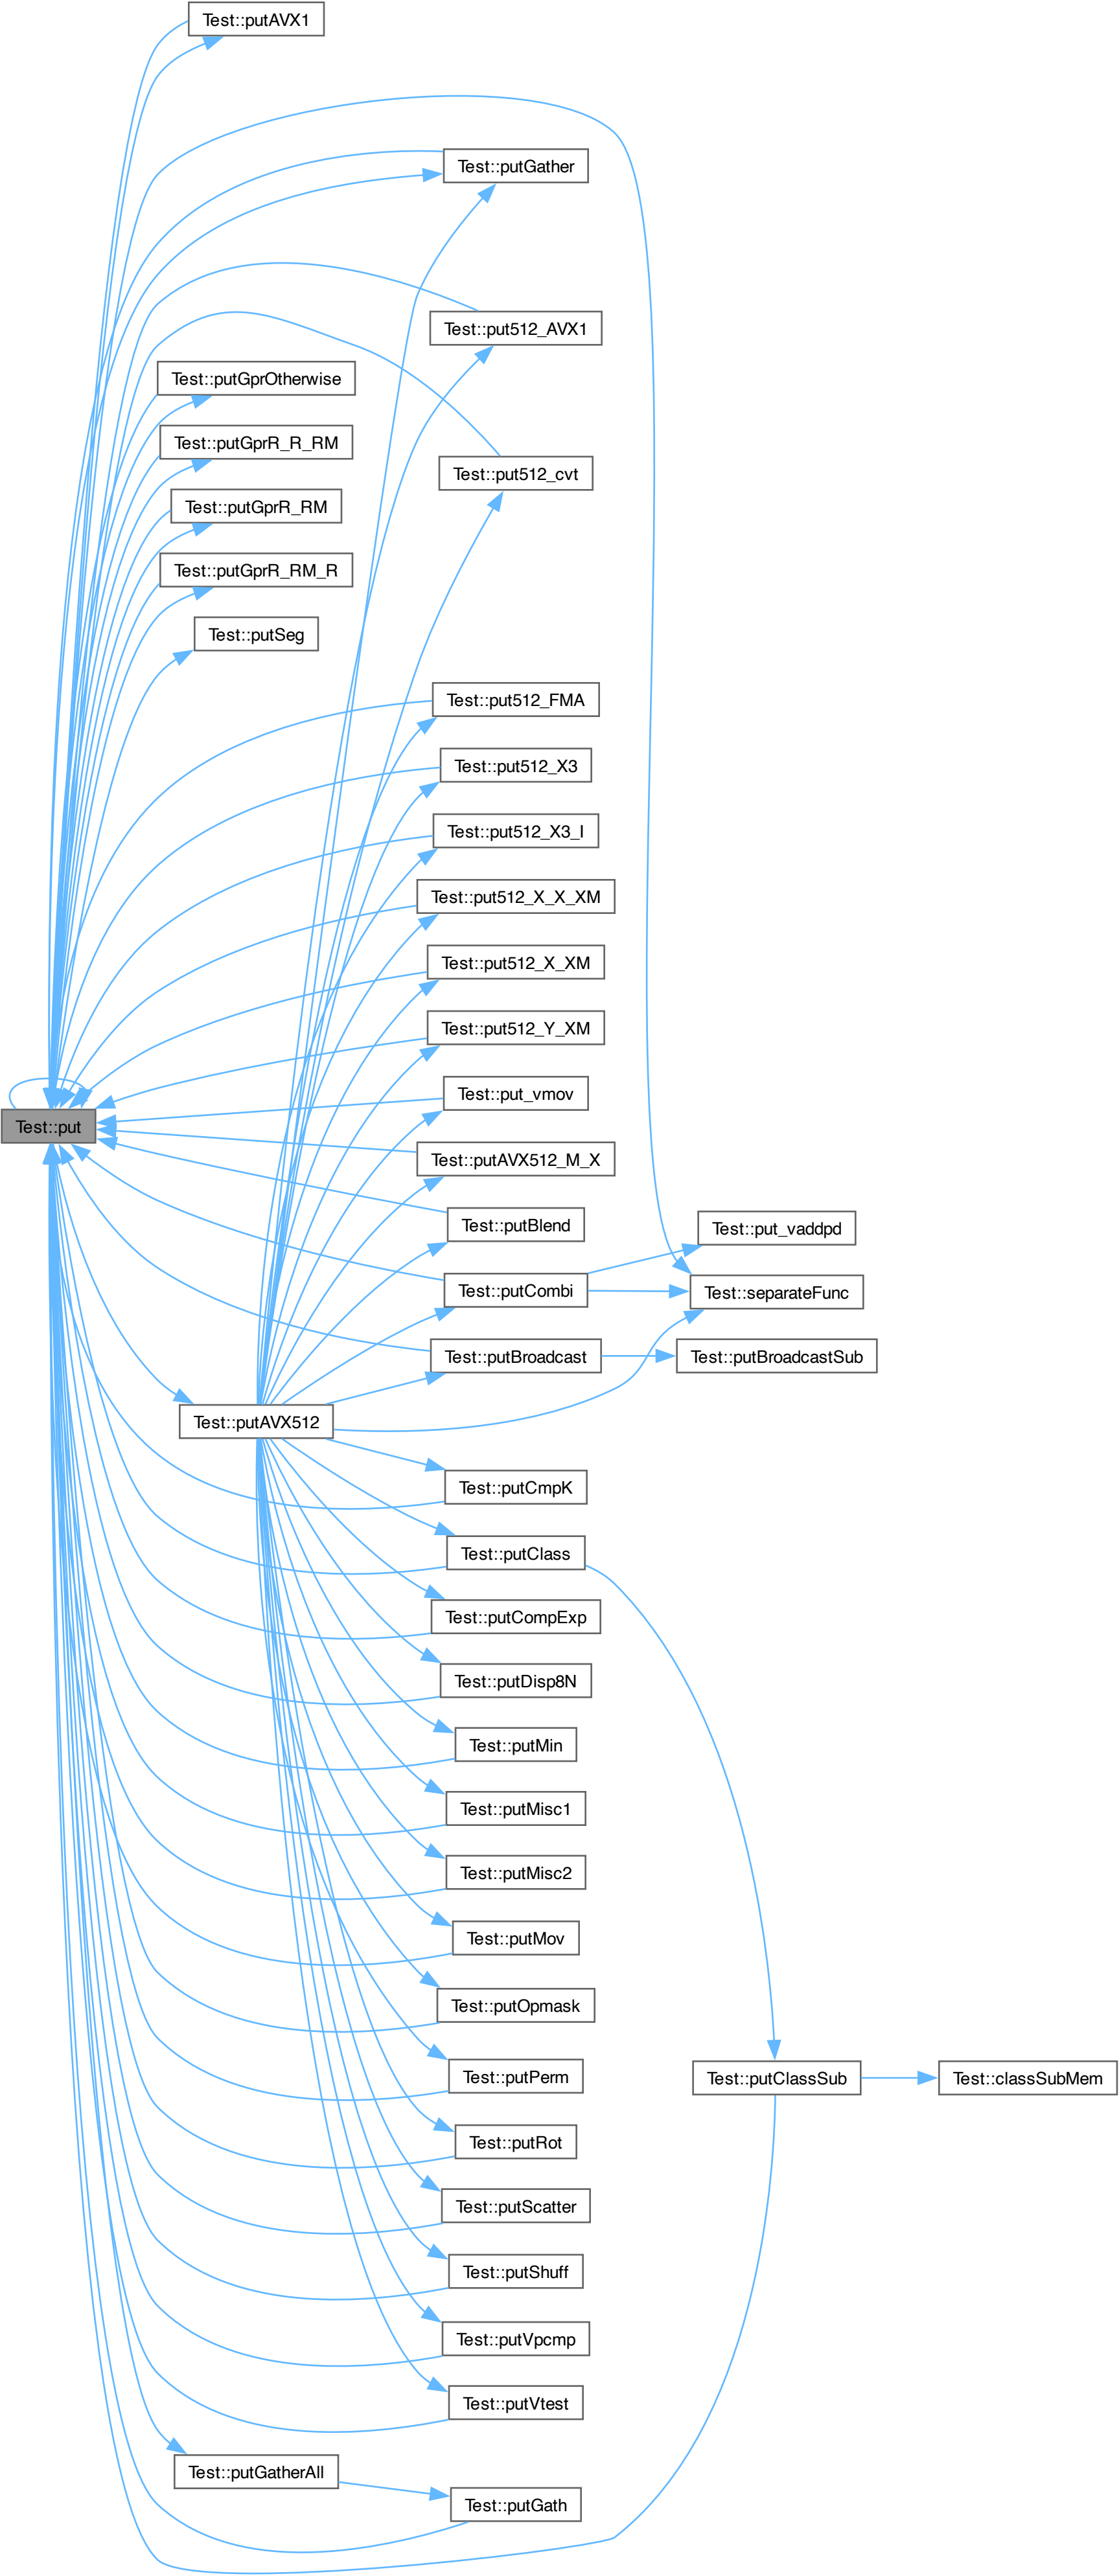 Test::putAVX1
Test::putGather
Test::put512_AVX1
Test::putGprOtherwise
Test::putGprR_R_RM
Test::put512_cvt
Test::putGprR_RM
Test::putGprR_RM_R
Test::putSeg
Test::put512_FMA
Test::put512_X3
Test::put512_X3_I
Test::put512_X_X_XM
Test::put512_X_XM
Test::put512_Y_XM
Test::put_vmov
Test::put
Test::putAVX512_M_X
Test::putBlend
Test::put_vaddpd
Test::putCombi
Test::separateFunc
Test::putBroadcast
Test::putBroadcastSub
Test::putAVX512
Test::putCmpK
Test::putClass
Test::putCompExp
Test::putDisp8N
Test::putMin
Test::putMisc1
Test::putMisc2
Test::putMov
Test::putOpmask
Test::putPerm
Test::putClassSub
Test::classSubMem
Test::putRot
Test::putScatter
Test::putShuff
Test::putVpcmp
Test::putVtest
Test::putGatherAll
Test::putGath